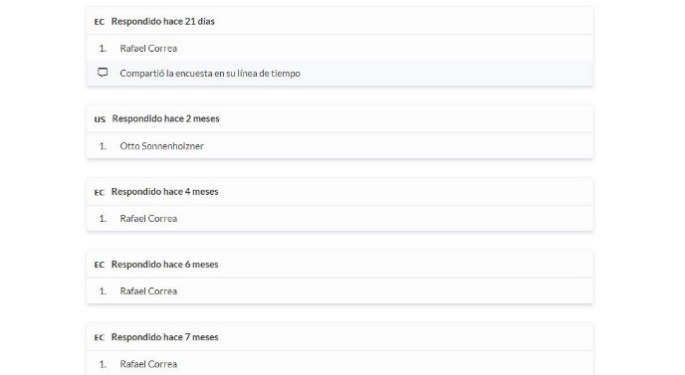 EC Respondido hace 21 días
1. Rafael Correa
Compartió la encuesta en su línea de tiempo
US Respondido hace 2 meses
1. Otto Sonnenholzner
EC Respondido hace 4 meses
1. Rafael Correa
EC Respondido hace 6 meses
1. Rafael Correa
EC Respondido hace 7 meses
1. Rafael Correa